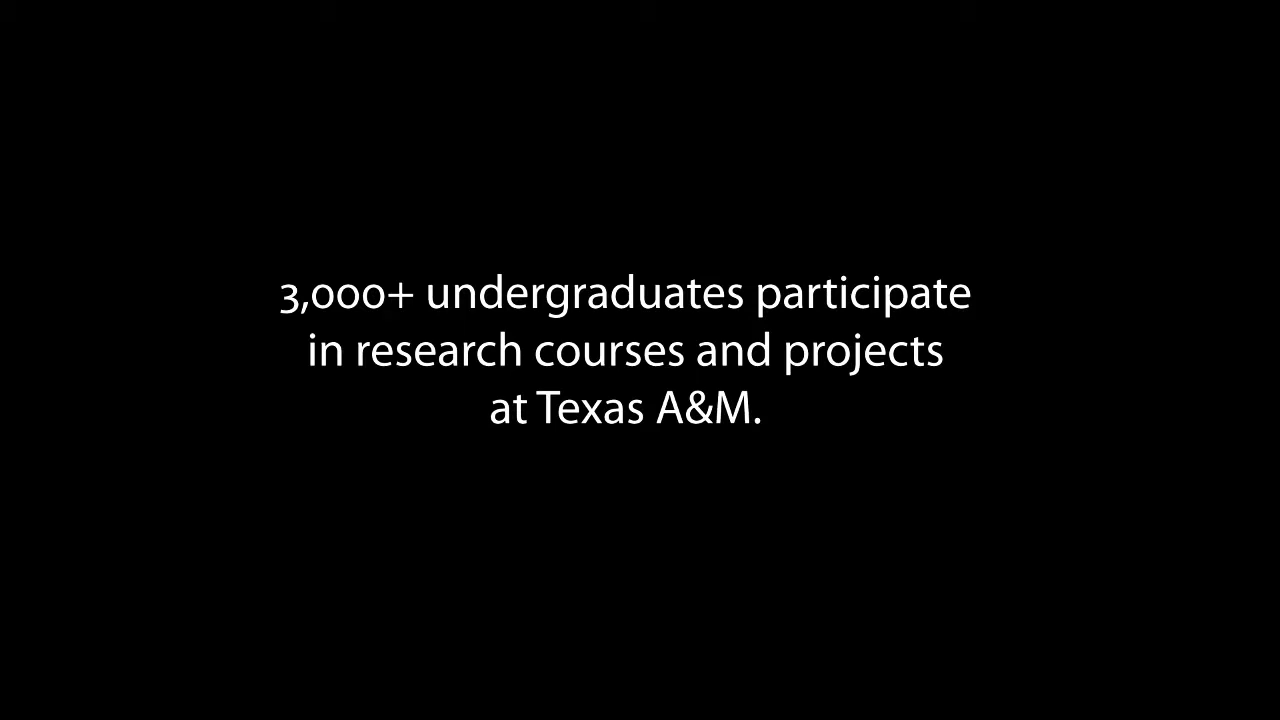 3,000+ undergraduates participate
in research courses and projects
at Texas A&M.